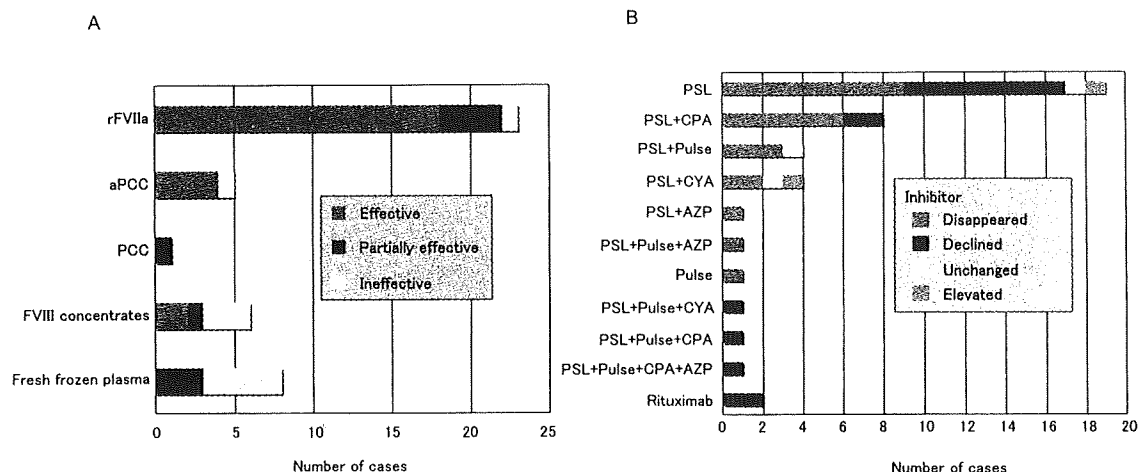 A
rFVIIa
aPCC
PCC
FVIII concentrates
Fresh frozen plasma
Effective
Partially effective
Ineffective
0 5 10 15 20 25
Number of cases
B
PSL
PSL+CPA
PSL+Pulse
PSL+CYA
PSL+AZP
PSL+Pulse+AZP
Pulse
PSL+Pulse+CYA
PSL+Pulse+CPA
PSL+Pulse+CPA+AZP
Rituximab
Inhibitor
Disappeared
Declined
Unchanged
Elevated
0 2 4 6 8 10 12 14 16 18 20
Number of cases